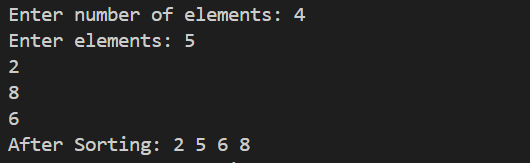 Enter number of elements: 4
Enter elements: 5
2
8
6
After Sorting: 2 5 6 8